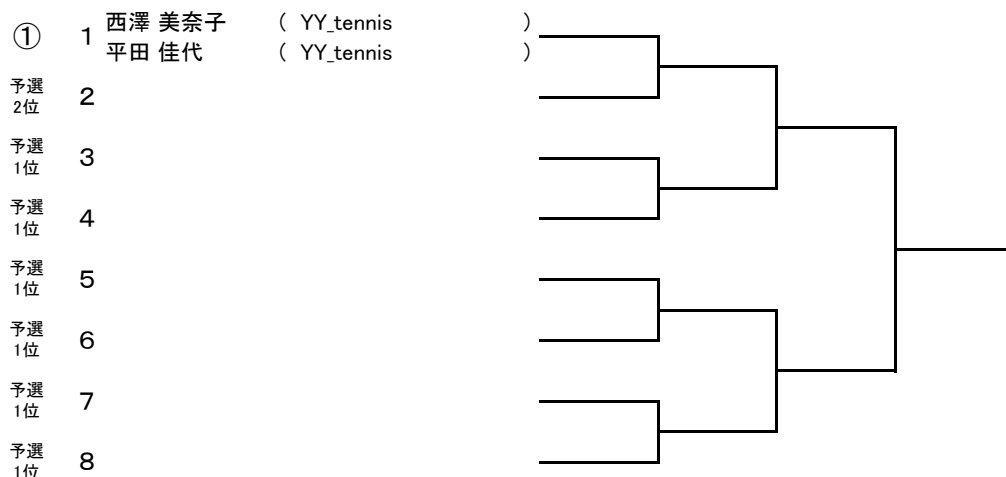 ① 1 西澤 美奈子 ( YY_tennis )
平田 佳代 ( YY_tennis )
予選
2位 2
予選
1位 3
予選
1位 4
予選
1位 5
予選
1位 6
予選
1位 7
予選
1位 8